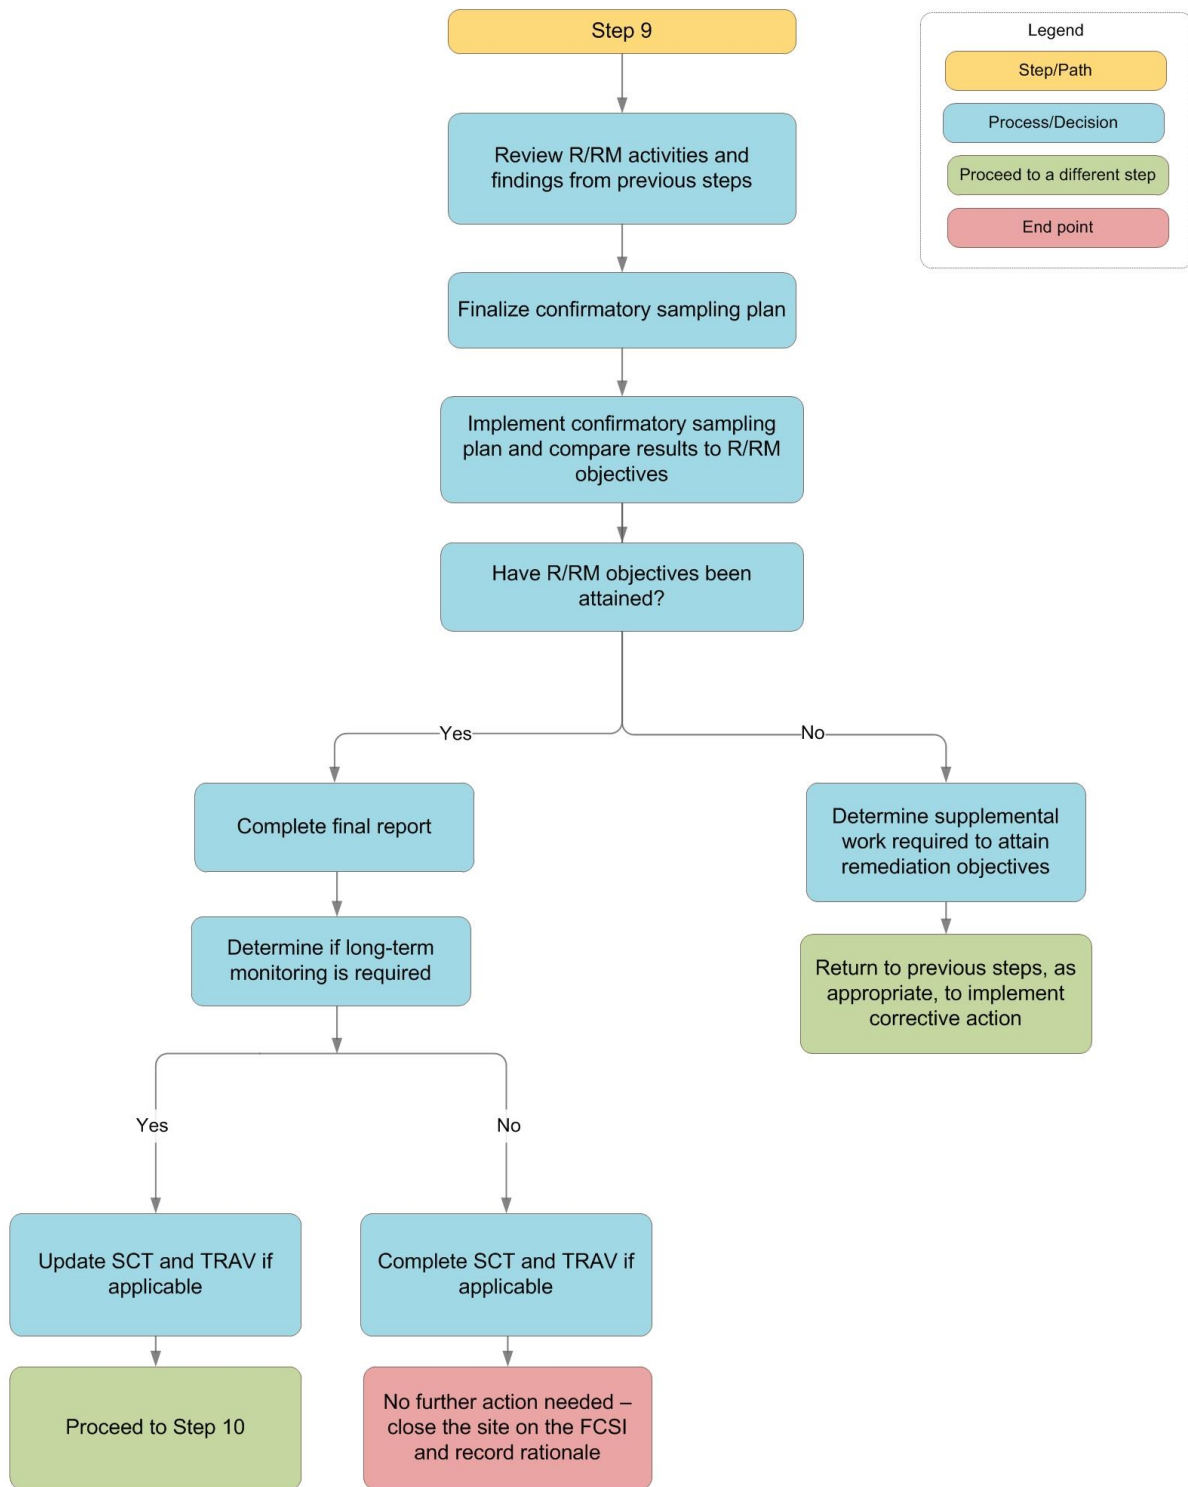 Step 9
Legend
Step/Path
Process/Decision
Proceed to a different step
End point
Review R/RM activities and
findings from previous steps
Finalize confirmatory sampling plan
Implement confirmatory sampling
plan and compare results to R/RM
objectives
Have R/RM objectives been
attained?
Yes
No
Complete final report
Determine supplemental
work required to attain
remediation objectives
Determine if long-term
monitoring is required
Return to previous steps, as
appropriate, to implement
corrective action
Yes
No
Update SCT and TRAV if
applicable
Complete SCT and TRAV if
applicable
Proceed to Step 10
No further action needed –
close the site on the FCSI
and record rationale